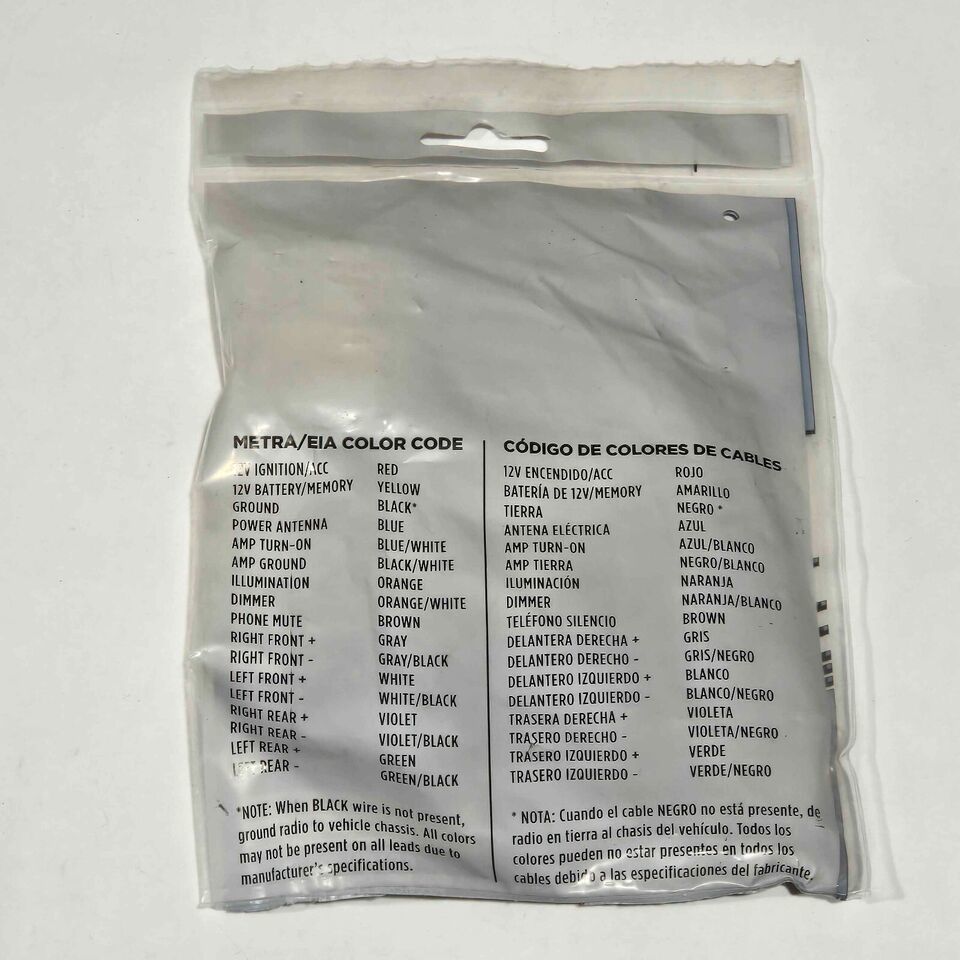 METRA/EIA COLOR CODE
12V IGNITION/ACC RED
12V BATTERY/MEMORY YELLOW
GROUND BLACK*
POWER ANTENNA BLUE
AMP TURN-ON BLUE/WHITE
AMP GROUND BLACK/WHITE
ILLUMINATION ORANGE
DIMMER ORANGE/WHITE
PHONE MUTE BROWN
RIGHT FRONT + GRAY
RIGHT FRONT - GRAY/BLACK
LEFT FRONT + WHITE
LEFT FRONT - WHITE/BLACK
RIGHT REAR + VIOLET
RIGHT REAR - VIOLET/BLACK
LEFT REAR + GREEN
LEFT REAR - GREEN/BLACK
*NOTE: When BLACK wire is not present,
ground radio to vehicle chassis. All colors
may not be present on all leads due to
manufacturer's specifications.
CÓDIGO DE COLORES DE CABLES
12V ENCENDIDO/ACC ROJO
BATERÍA DE 12V/MEMORY AMARILLO
TIERRA NEGRO *
ANTENA ELÉCTRICA AZUL
AMP TURN-ON AZUL/BLANCO
AMP TIERRA NEGRO/BLANCO
ILUMINACIÓN NARANJA
DIMMER NARANJA/BLANCO
TELÉFONO SILENCIO BROWN
DELANTERA DERECHA + GRIS
DELANTERO DERECHO - GRIS/NEGRO
DELANTERO IZQUIERDO + BLANCO
DELANTERO IZQUIERDO - BLANCO/NEGRO
TRASERA DERECHA + VIOLETA
TRASERO DERECHO - VIOLETA/NEGRO
TRASERO IZQUIERDO + VERDE
TRASERO IZQUIERDO - VERDE/NEGRO
* NOTA: Cuando el cable NEGRO no está presente, de
radio en tierra al chasis del vehículo. Todos los
colores pueden no estar presentes en todos los
cables debido a las especificaciones del fabricante.